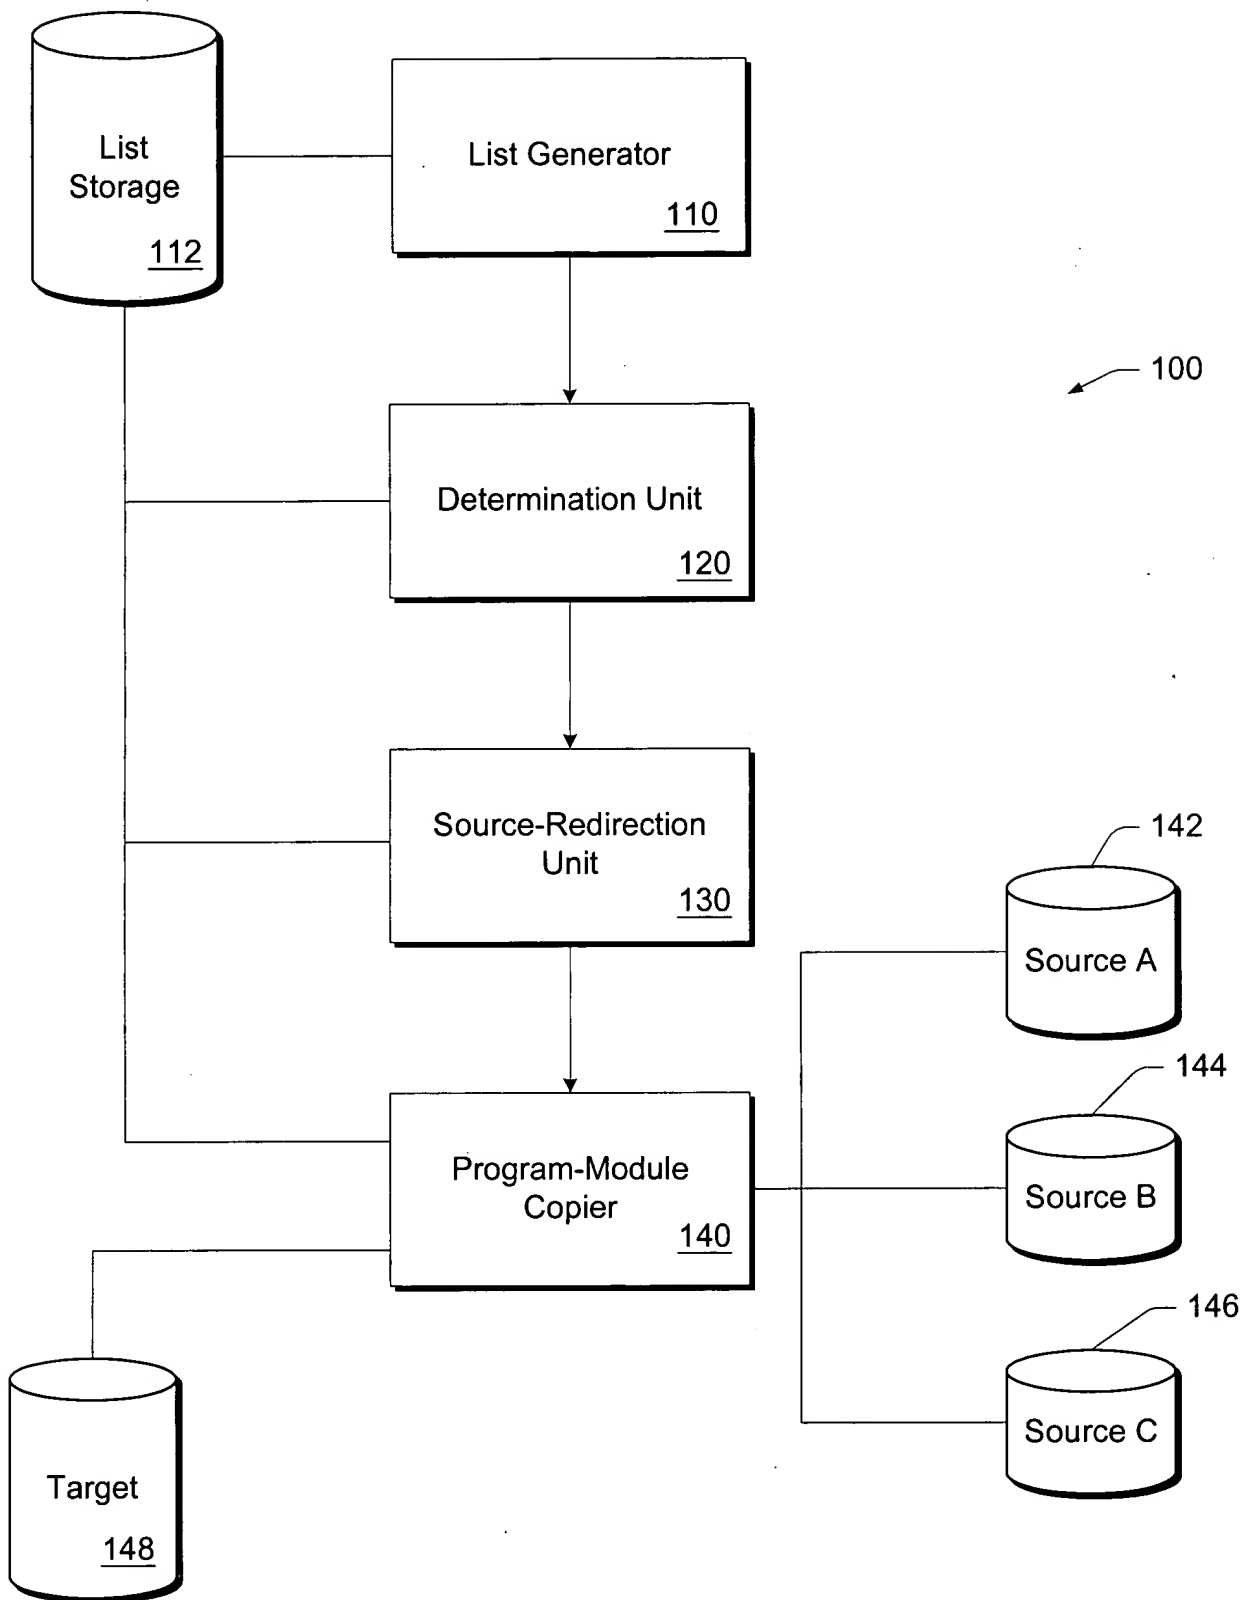 List
Storage
112
List Generator
110
100
Determination Unit
120
Source-Redirection
Unit
130
142
Source A
144
Source B
Program-Module
Copier
140
146
Source C
Target
148